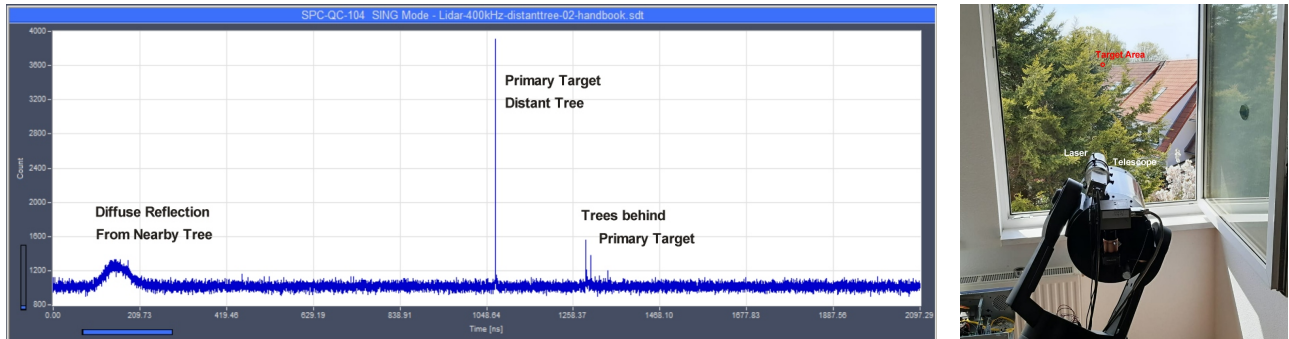 SPC-QC-104 SING Mode - Lidar-400kHz-distanttree-02-handbook.sdt
4000
3600
3200
2800
2400
2000
1600
1200
800
Count
Primary Target
Distant Tree
Diffuse Reflection
From Nearby Tree
Trees behind
Primary Target
0.00
209.73
419.46
629.19
838.91
1048.64
1258.37
1468.10
1677.83
1887.56
2097.29
Time [ns]
Target Area
Laser
Telescope